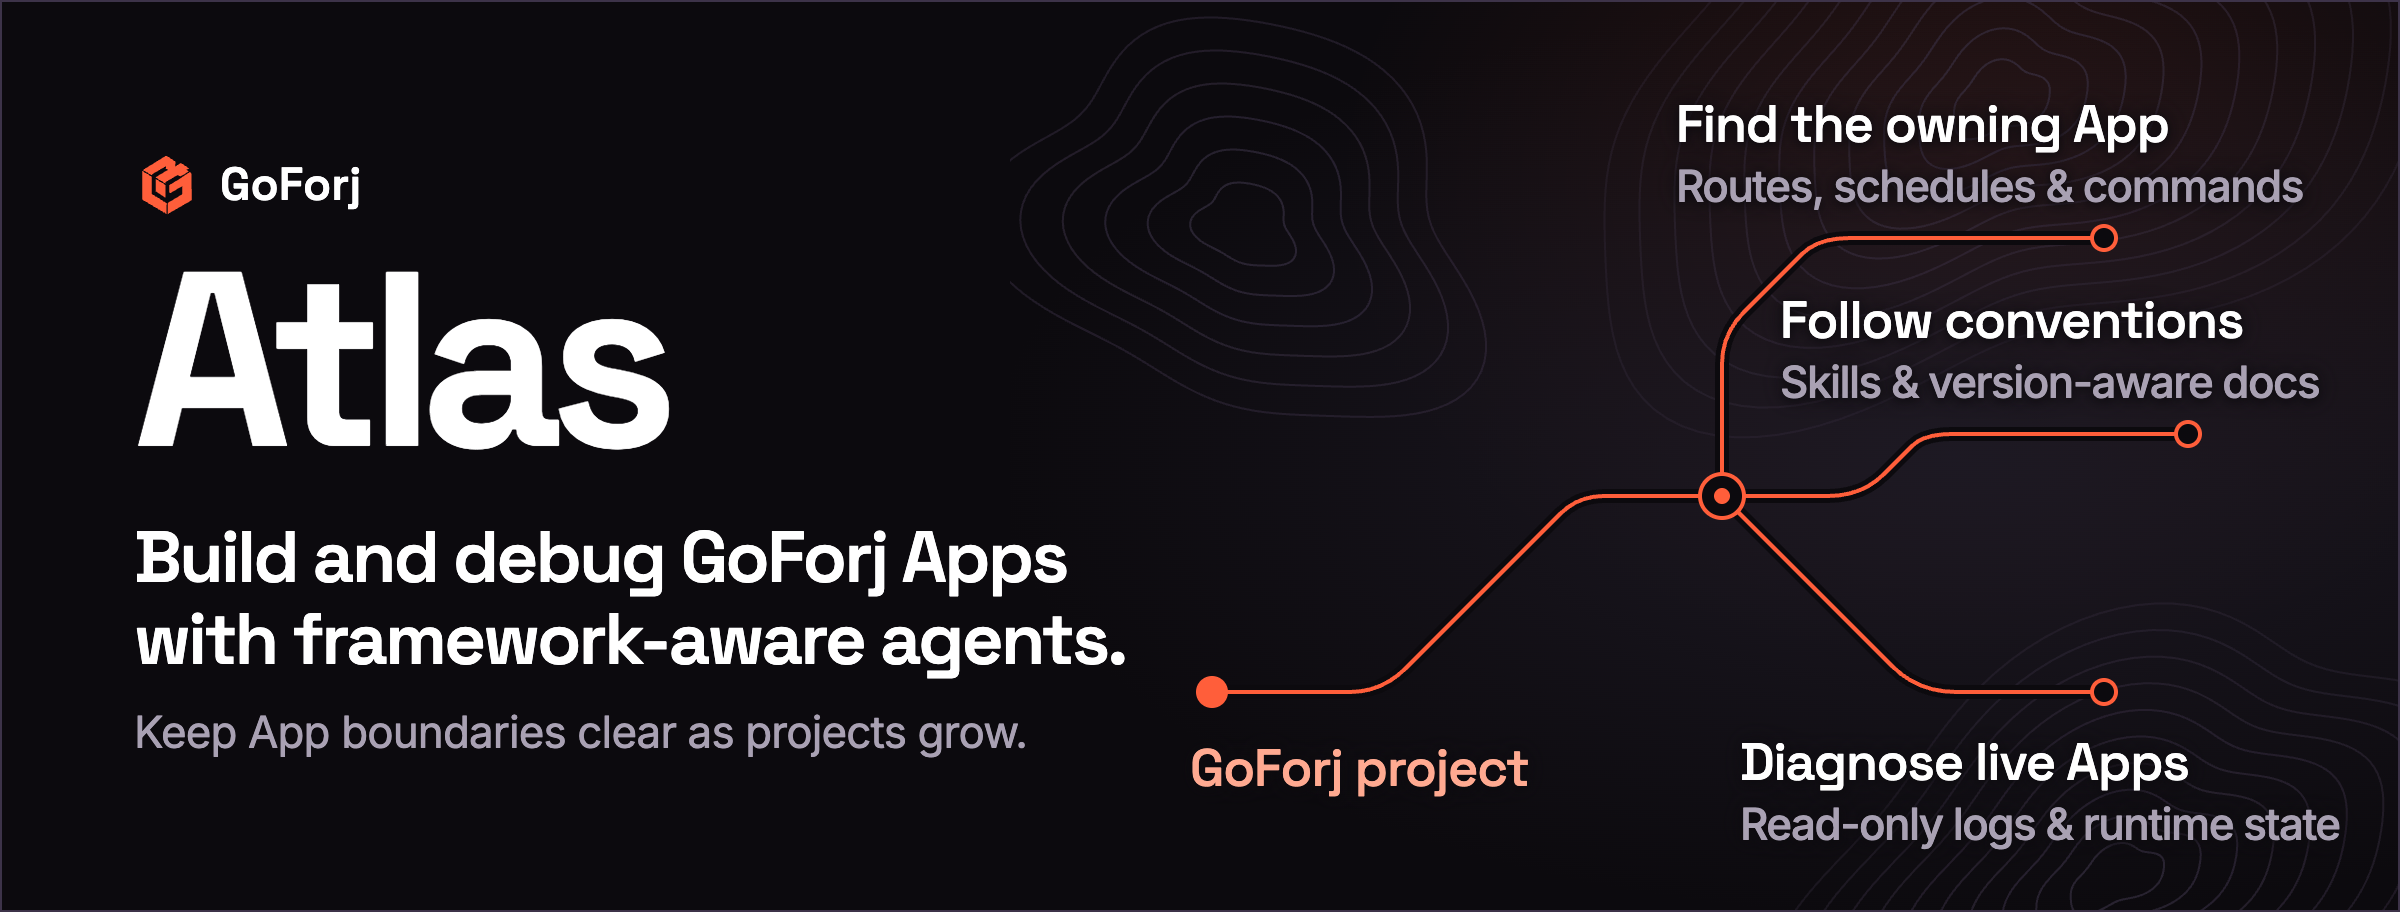 GoForj
Atlas
Build and debug GoForj Apps
with framework-aware agents.
Keep App boundaries clear as projects grow.
Find the owning App
Routes, schedules & commands
Follow conventions
Skills & version-aware docs
GoForj project
Diagnose live Apps
Read-only logs & runtime state